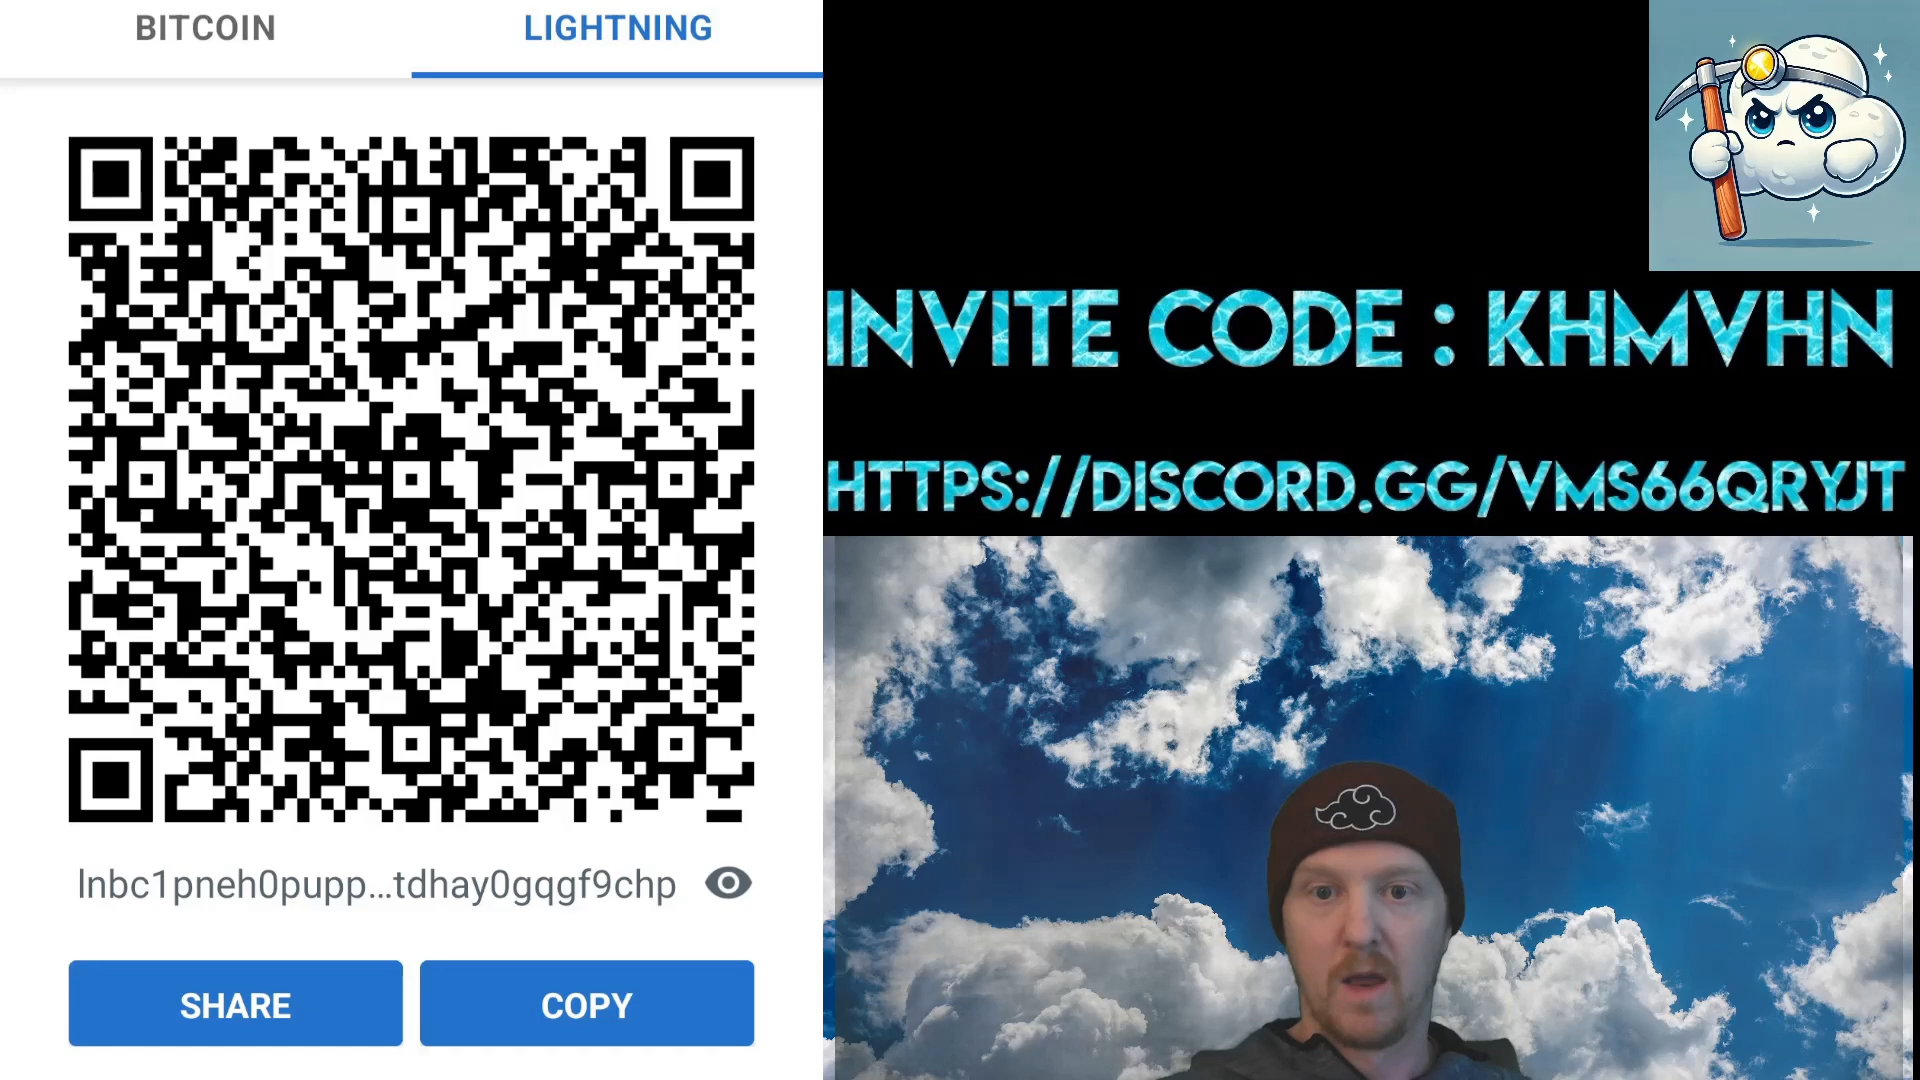 BITCOIN
LIGHTNING
lnbc1pneh0pupp...tdhay0gqgf9chp
SHARE
COPY
INVITE CODE : KHMVHN
HTTPS://DISCORD.GG/VMS66QRYJT